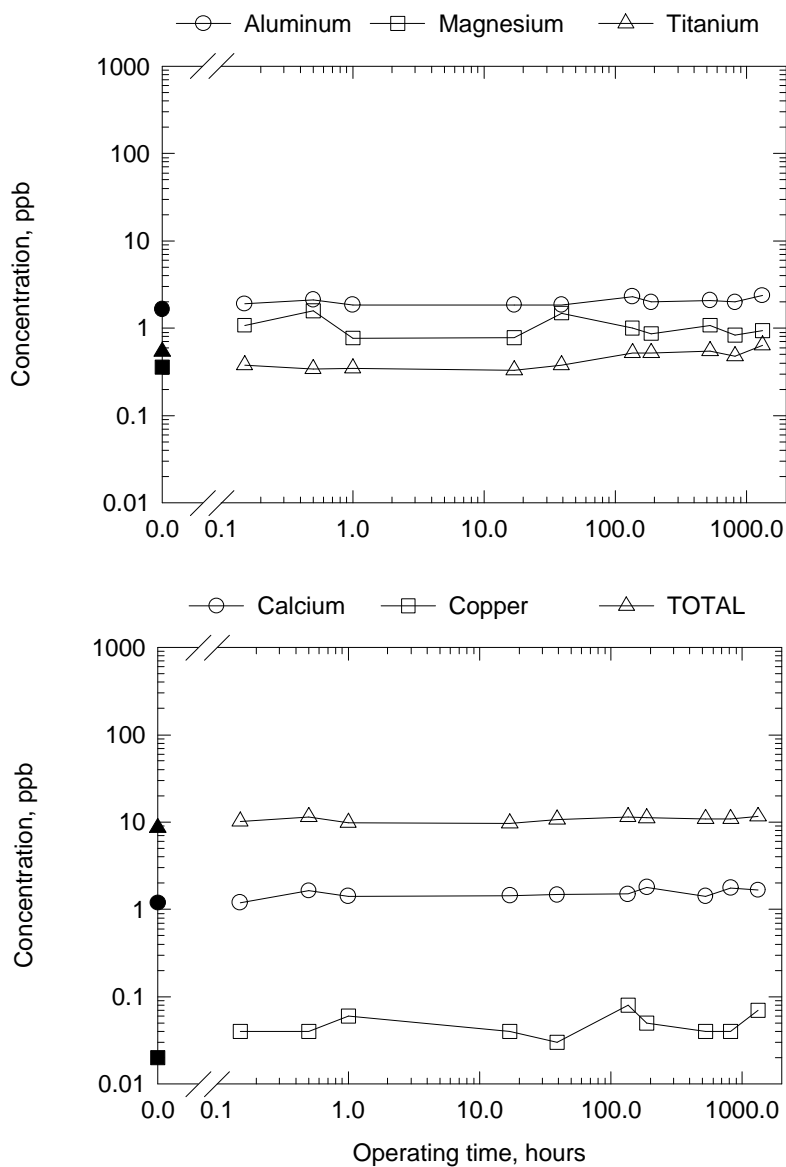 Aluminum Magnesium Titanium
1000
100
10
1
0.1
0.01
Concentration, ppb
0.0 0.1 1.0 10.0 100.0 1000.0
Calcium Copper TOTAL
1000
100
10
1
0.1
0.01
Concentration, ppb
0.0 0.1 1.0 10.0 100.0 1000.0
Operating time, hours